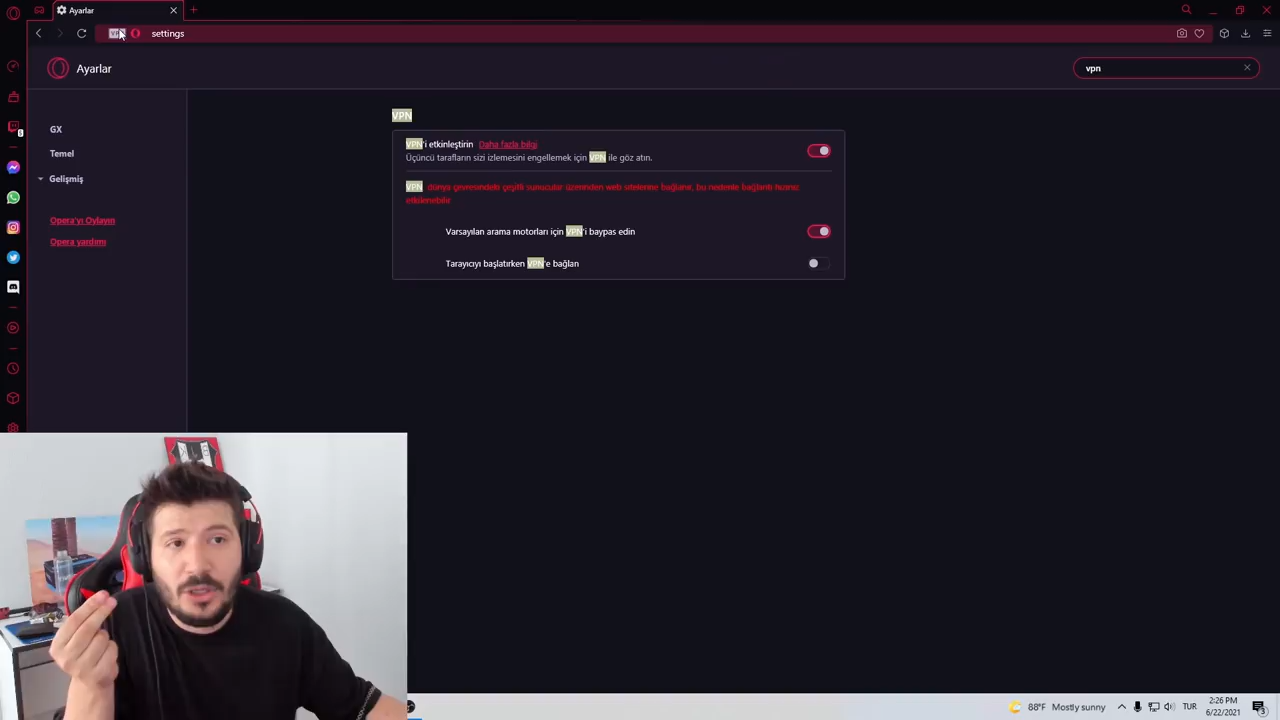 Ayarlar
VPN
settings
Ayarlar
vpn
GX
Temel
Gelişmiş
Opera'yı Oylayın
Opera yardımı
VPN
VPN'i etkinleştirin Daha fazla bilgi
Üçüncü tarafların sizi izlemesini engellemek için VPN ile göz atın.
VPN dünya çevresindeki çeşitli sunucular üzerinden web sitelerine bağlanır, bu nedenle bağlantı hızınız
etkilenebilir
Varsayılan arama motorları için VPN'i baypas edin
Tarayıcıyı başlatırken VPN'e bağlan
88°F Mostly sunny
TUR
2:26 PM
6/22/2021